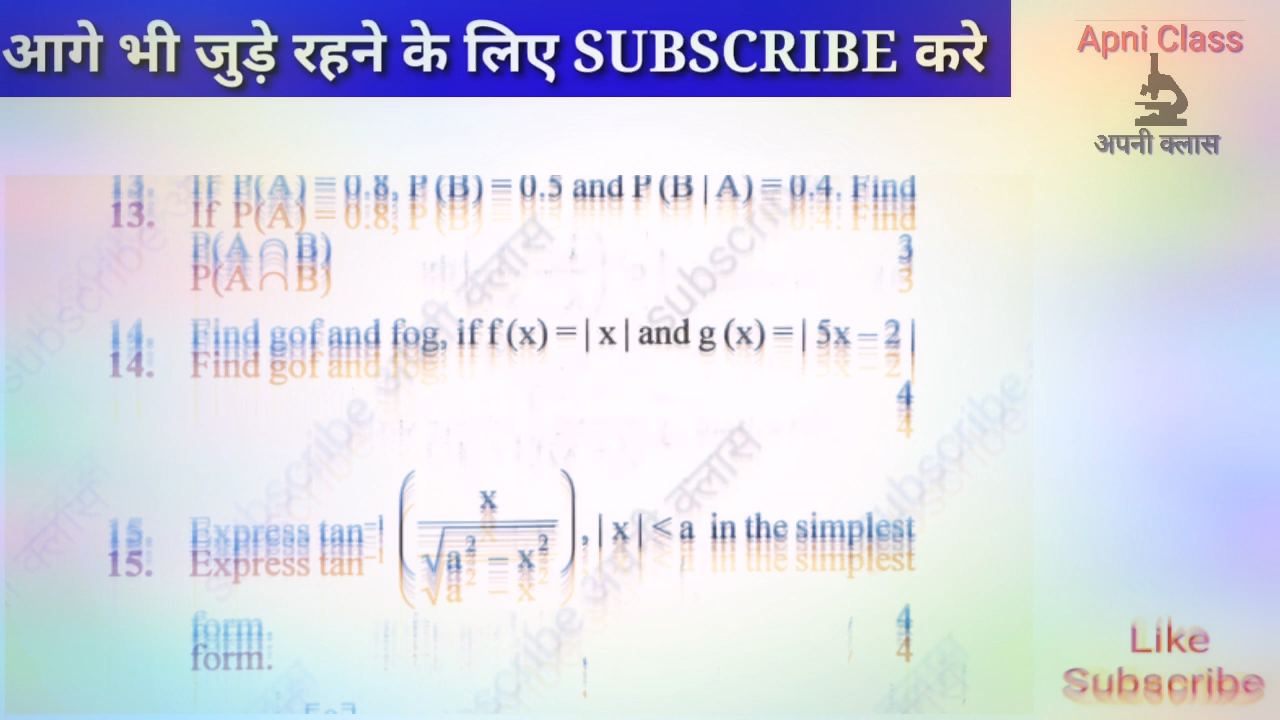 आगे भी जुड़े रहने के लिए SUBSCRIBE करे
Apni Class
अपनी क्लास
13. If P(A) = 0.8, P (B) = 0.5 and P (B | A) = 0.4. Find
P(A ∩ B) 3
14. Find gof and fog, if f (x) = | x | and g (x) = | 5x – 2 |
4
15. Express tan⁻¹ ( x / √(a² – x²) ), | x | < a in the simplest
form. 4
Like
Subscribe